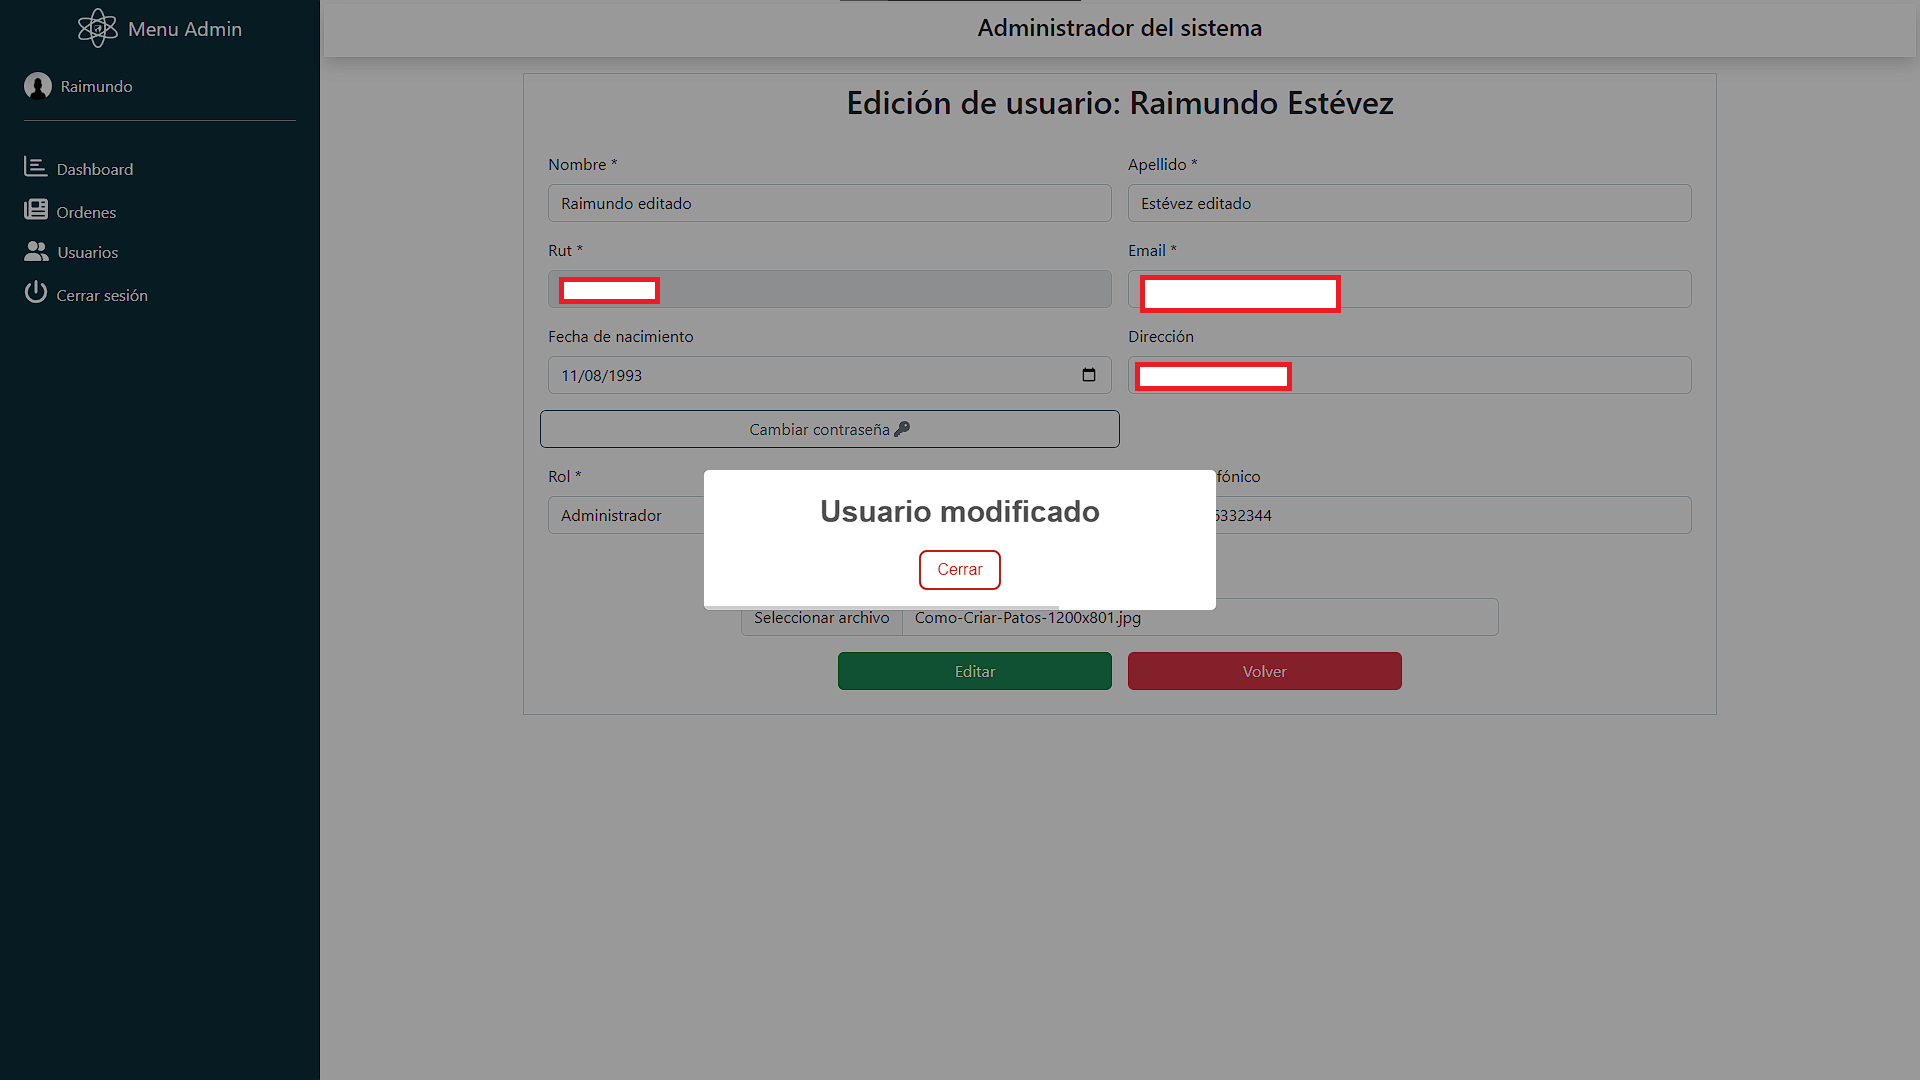 Menu Admin
Raimundo
Dashboard
Ordenes
Usuarios
Cerrar sesión
Administrador del sistema
Edición de usuario: Raimundo Estévez
Nombre *
Apellido *
Raimundo editado
Estévez editado
Rut *
Email *
Fecha de nacimiento
Dirección
11/08/1993
Cambiar contraseña
Rol *
fónico
Administrador
332344
Usuario modificado
Cerrar
Seleccionar archivo
Como-Criar-Patos-1200x801.jpg
Editar
Volver